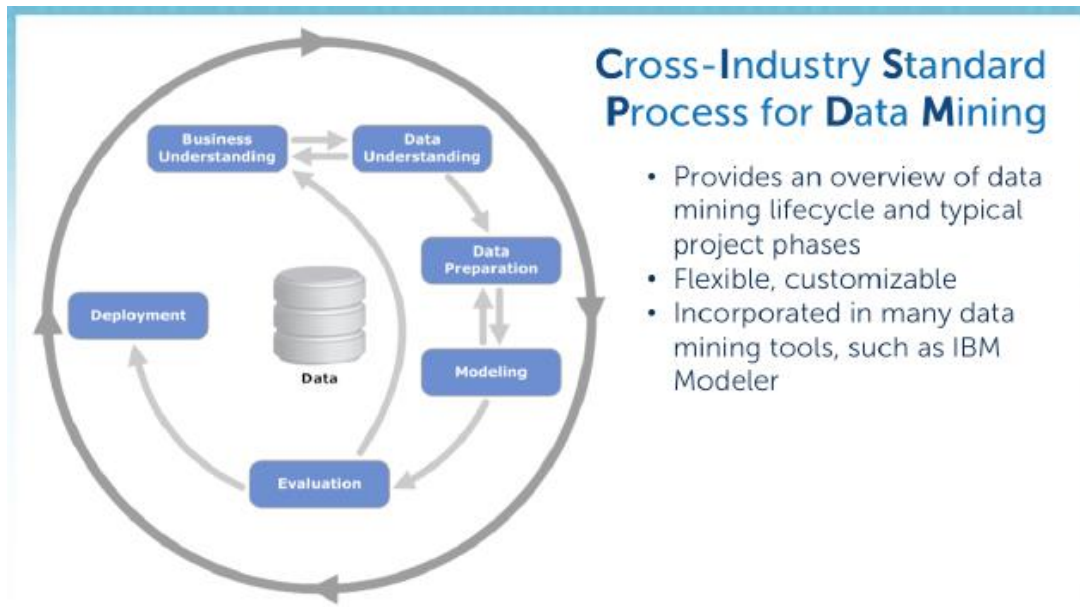 Cross-Industry Standard
Process for Data Mining
Business
Understanding
Data
Understanding
Data
Preparation
Deployment
Data
Modeling
Evaluation
• Provides an overview of data
mining lifecycle and typical
project phases
• Flexible, customizable
• Incorporated in many data
mining tools, such as IBM
Modeler